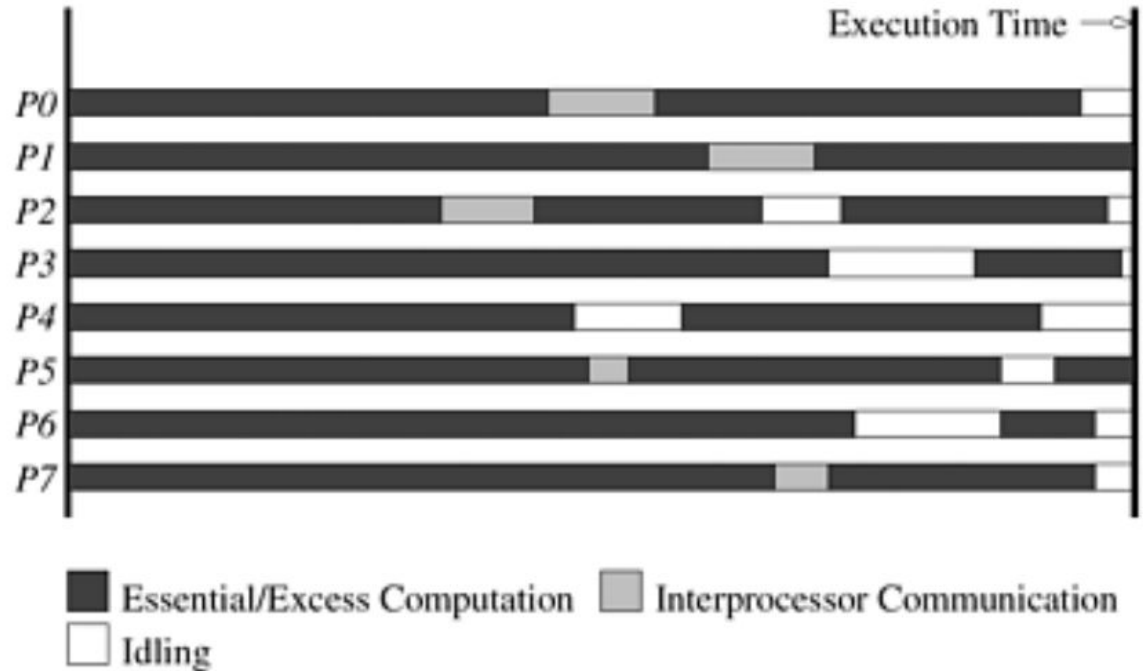 Execution Time
P0
P1
P2
P3
P4
P5
P6
P7
Essential/Excess Computation Interprocessor Communication
Idling